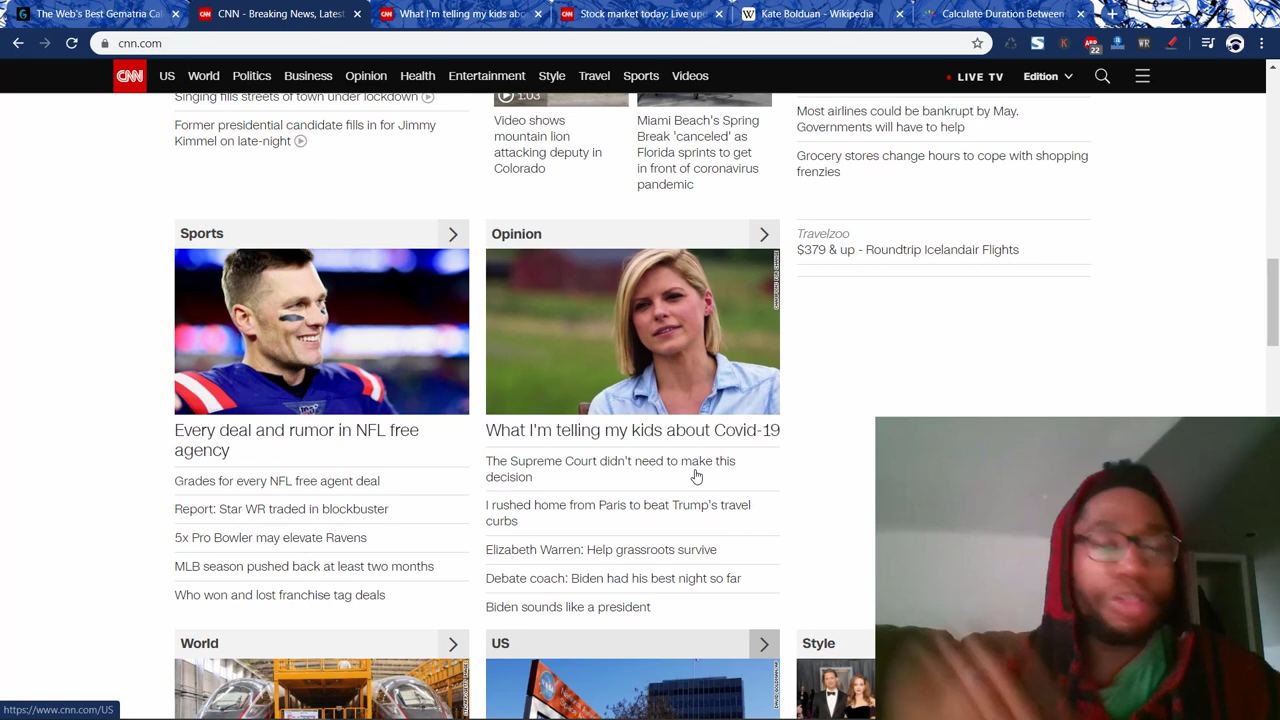 The Web's Best Gematria Cal
CNN - Breaking News, Latest
What I'm telling my kids abo
Stock market today: Live up
Kate Bolduan - Wikipedia
Calculate Duration Between
cnn.com
22
WR
CNN
US
World
Politics
Business
Opinion
Health
Entertainment
Style
Travel
Sports
Videos
LIVE TV
Edition
Singing fills streets of town under lockdown
Former presidential candidate fills in for Jimmy
Kimmel on late-night
1:03
Video shows
mountain lion
attacking deputy in
Colorado
Miami Beach's Spring
Break 'canceled' as
Florida sprints to get
in front of coronavirus
pandemic
Most airlines could be bankrupt by May.
Governments will have to help
Grocery stores change hours to cope with shopping
frenzies
Travelzoo
$379 & up - Roundtrip Icelandair Flights
Sports
Every deal and rumor in NFL free
agency
Grades for every NFL free agent deal
Report: Star WR traded in blockbuster
5x Pro Bowler may elevate Ravens
MLB season pushed back at least two months
Who won and lost franchise tag deals
Opinion
What I'm telling my kids about Covid-19
The Supreme Court didn't need to make this
decision
I rushed home from Paris to beat Trump's travel
curbs
Elizabeth Warren: Help grassroots survive
Debate coach: Biden had his best night so far
Biden sounds like a president
World
US
Style
https://www.cnn.com/US